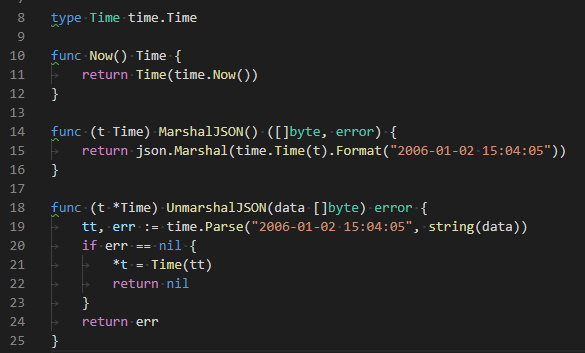 8 type Time time.Time
9
10 func Now() Time {
11 return Time(time.Now())
12 }
13
14 func (t Time) MarshalJSON() ([]byte, error) {
15 return json.Marshal(time.Time(t).Format("2006-01-02 15:04:05"))
16 }
17
18 func (t *Time) UnmarshalJSON(data []byte) error {
19 tt, err := time.Parse("2006-01-02 15:04:05", string(data))
20 if err == nil {
21 *t = Time(tt)
22 return nil
23 }
24 return err
25 }